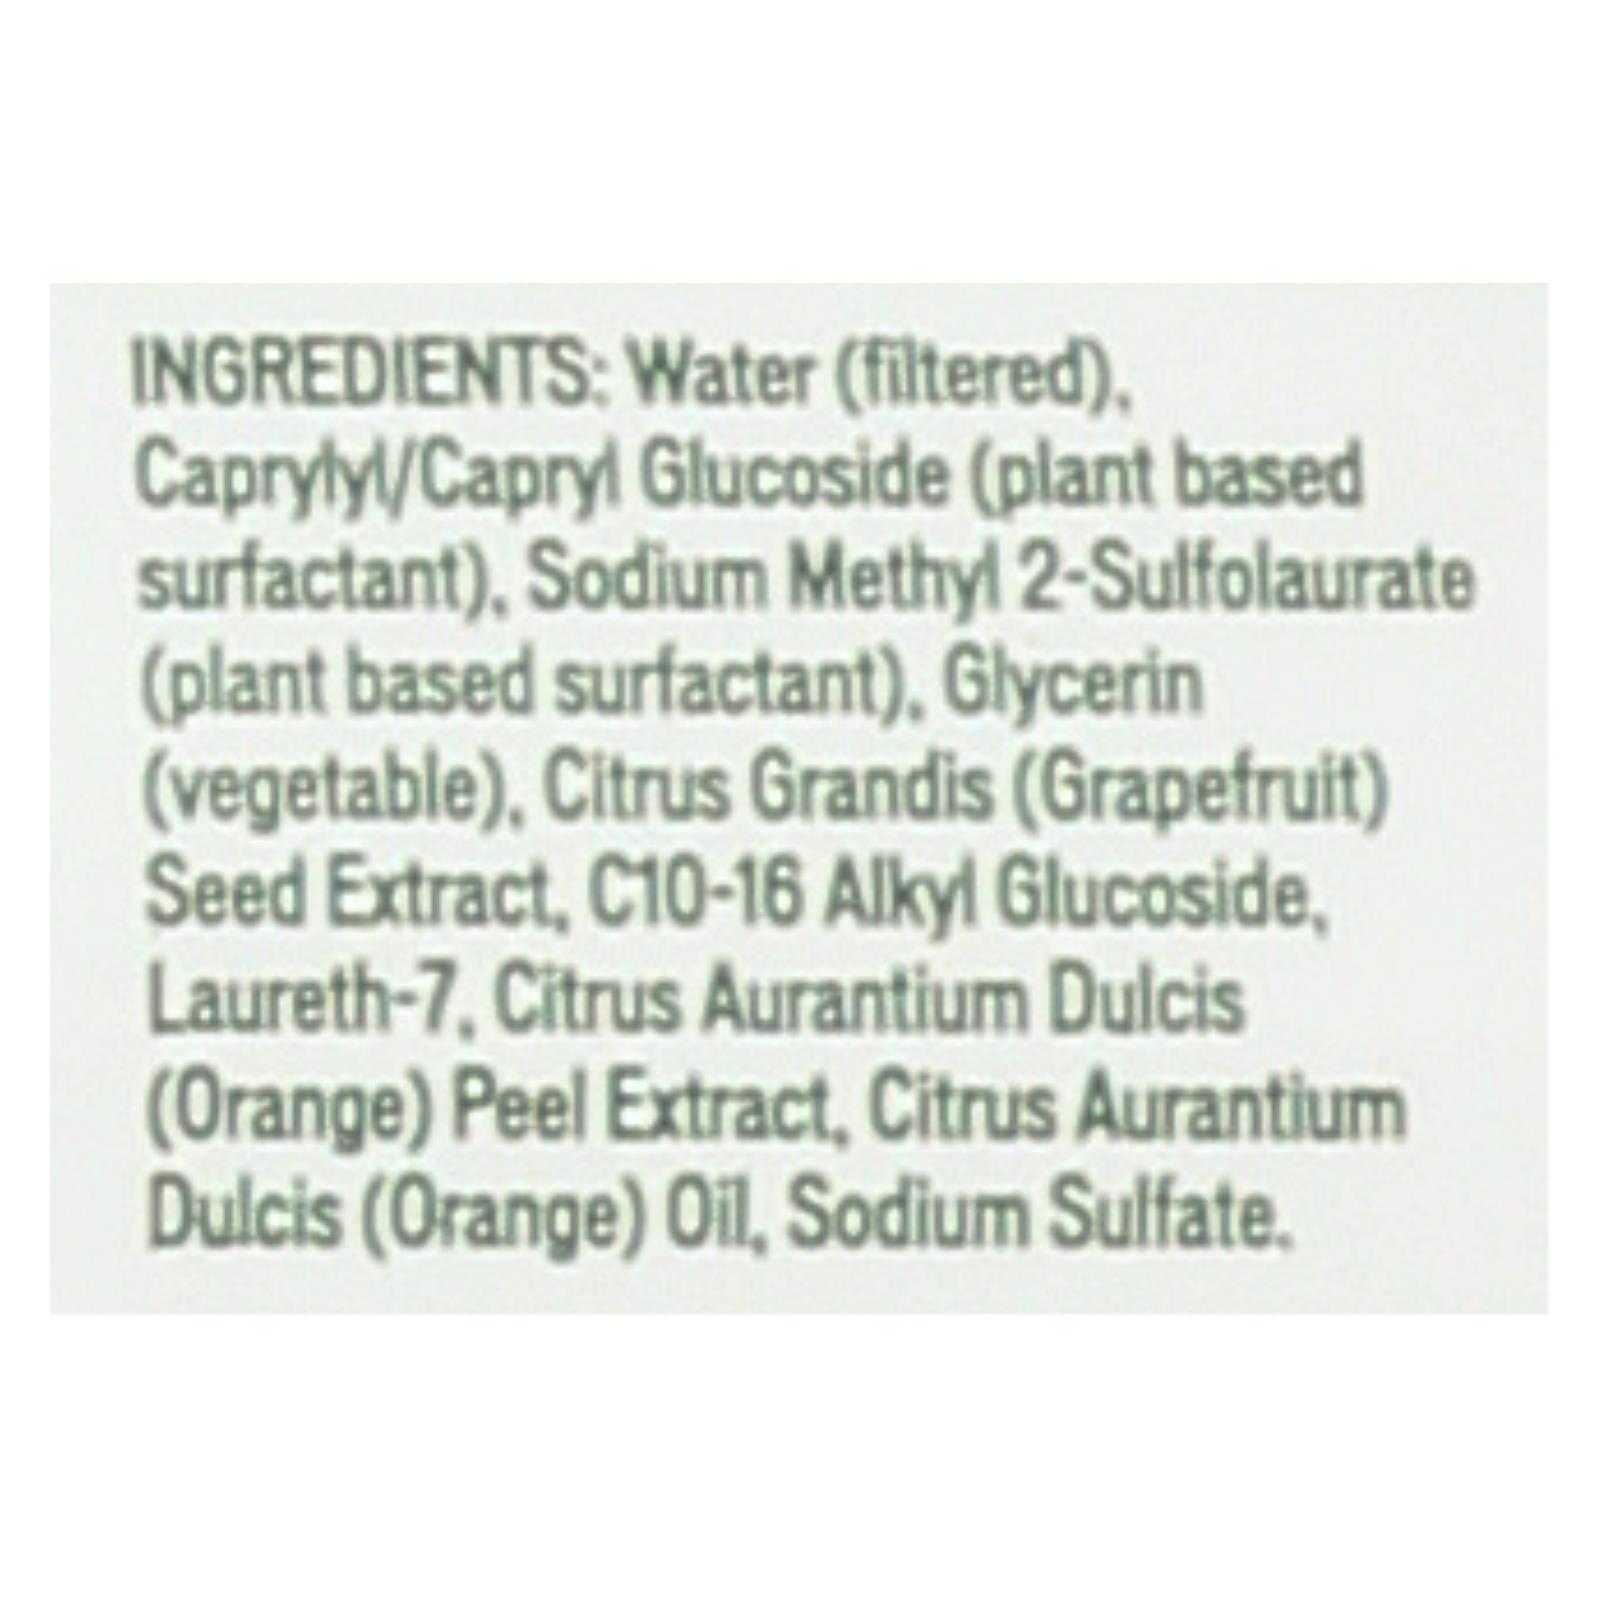 INGREDIENTS: Water (filtered),
Caprylyl/Capryl Glucoside (plant based
surfactant), Sodium Methyl 2-Sulfolaurate
(plant based surfactant), Glycerin
(vegetable), Citrus Grandis (Grapefruit)
Seed Extract, C10-16 Alkyl Glucoside,
Laureth-7, Citrus Aurantium Dulcis
(Orange) Peel Extract, Citrus Aurantium
Dulcis (Orange) Oil, Sodium Sulfate.